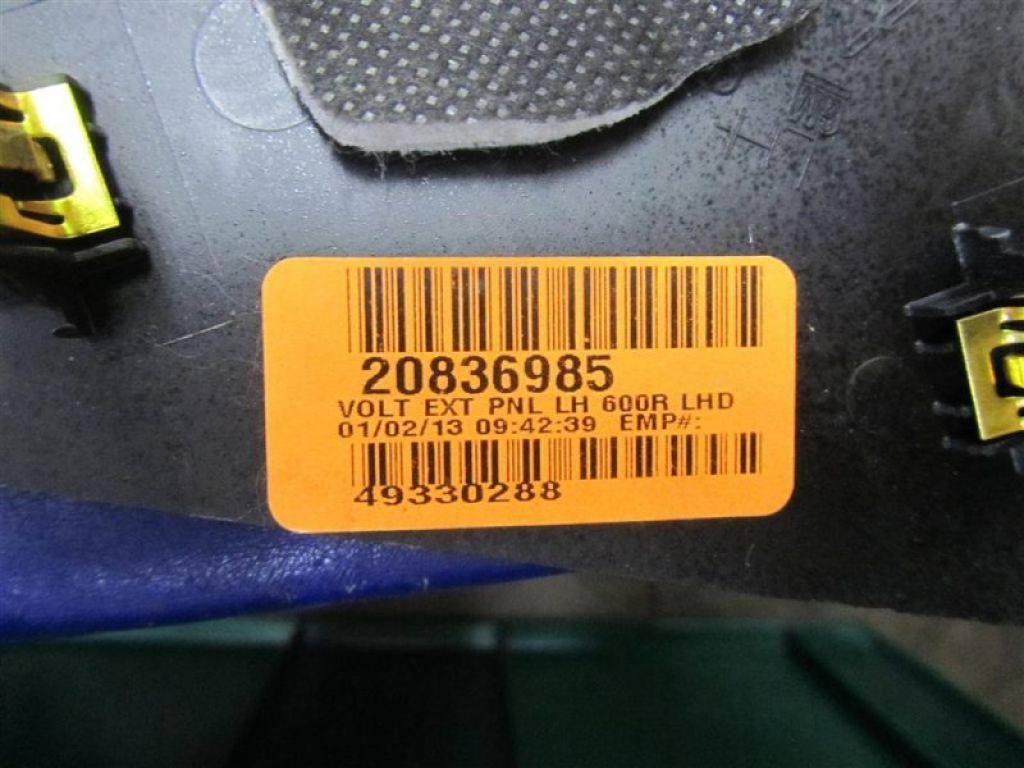 20836985
VOLT EXT PNL LH 600R LHD
01/02/13 09:42:39 EMP#:
49330288